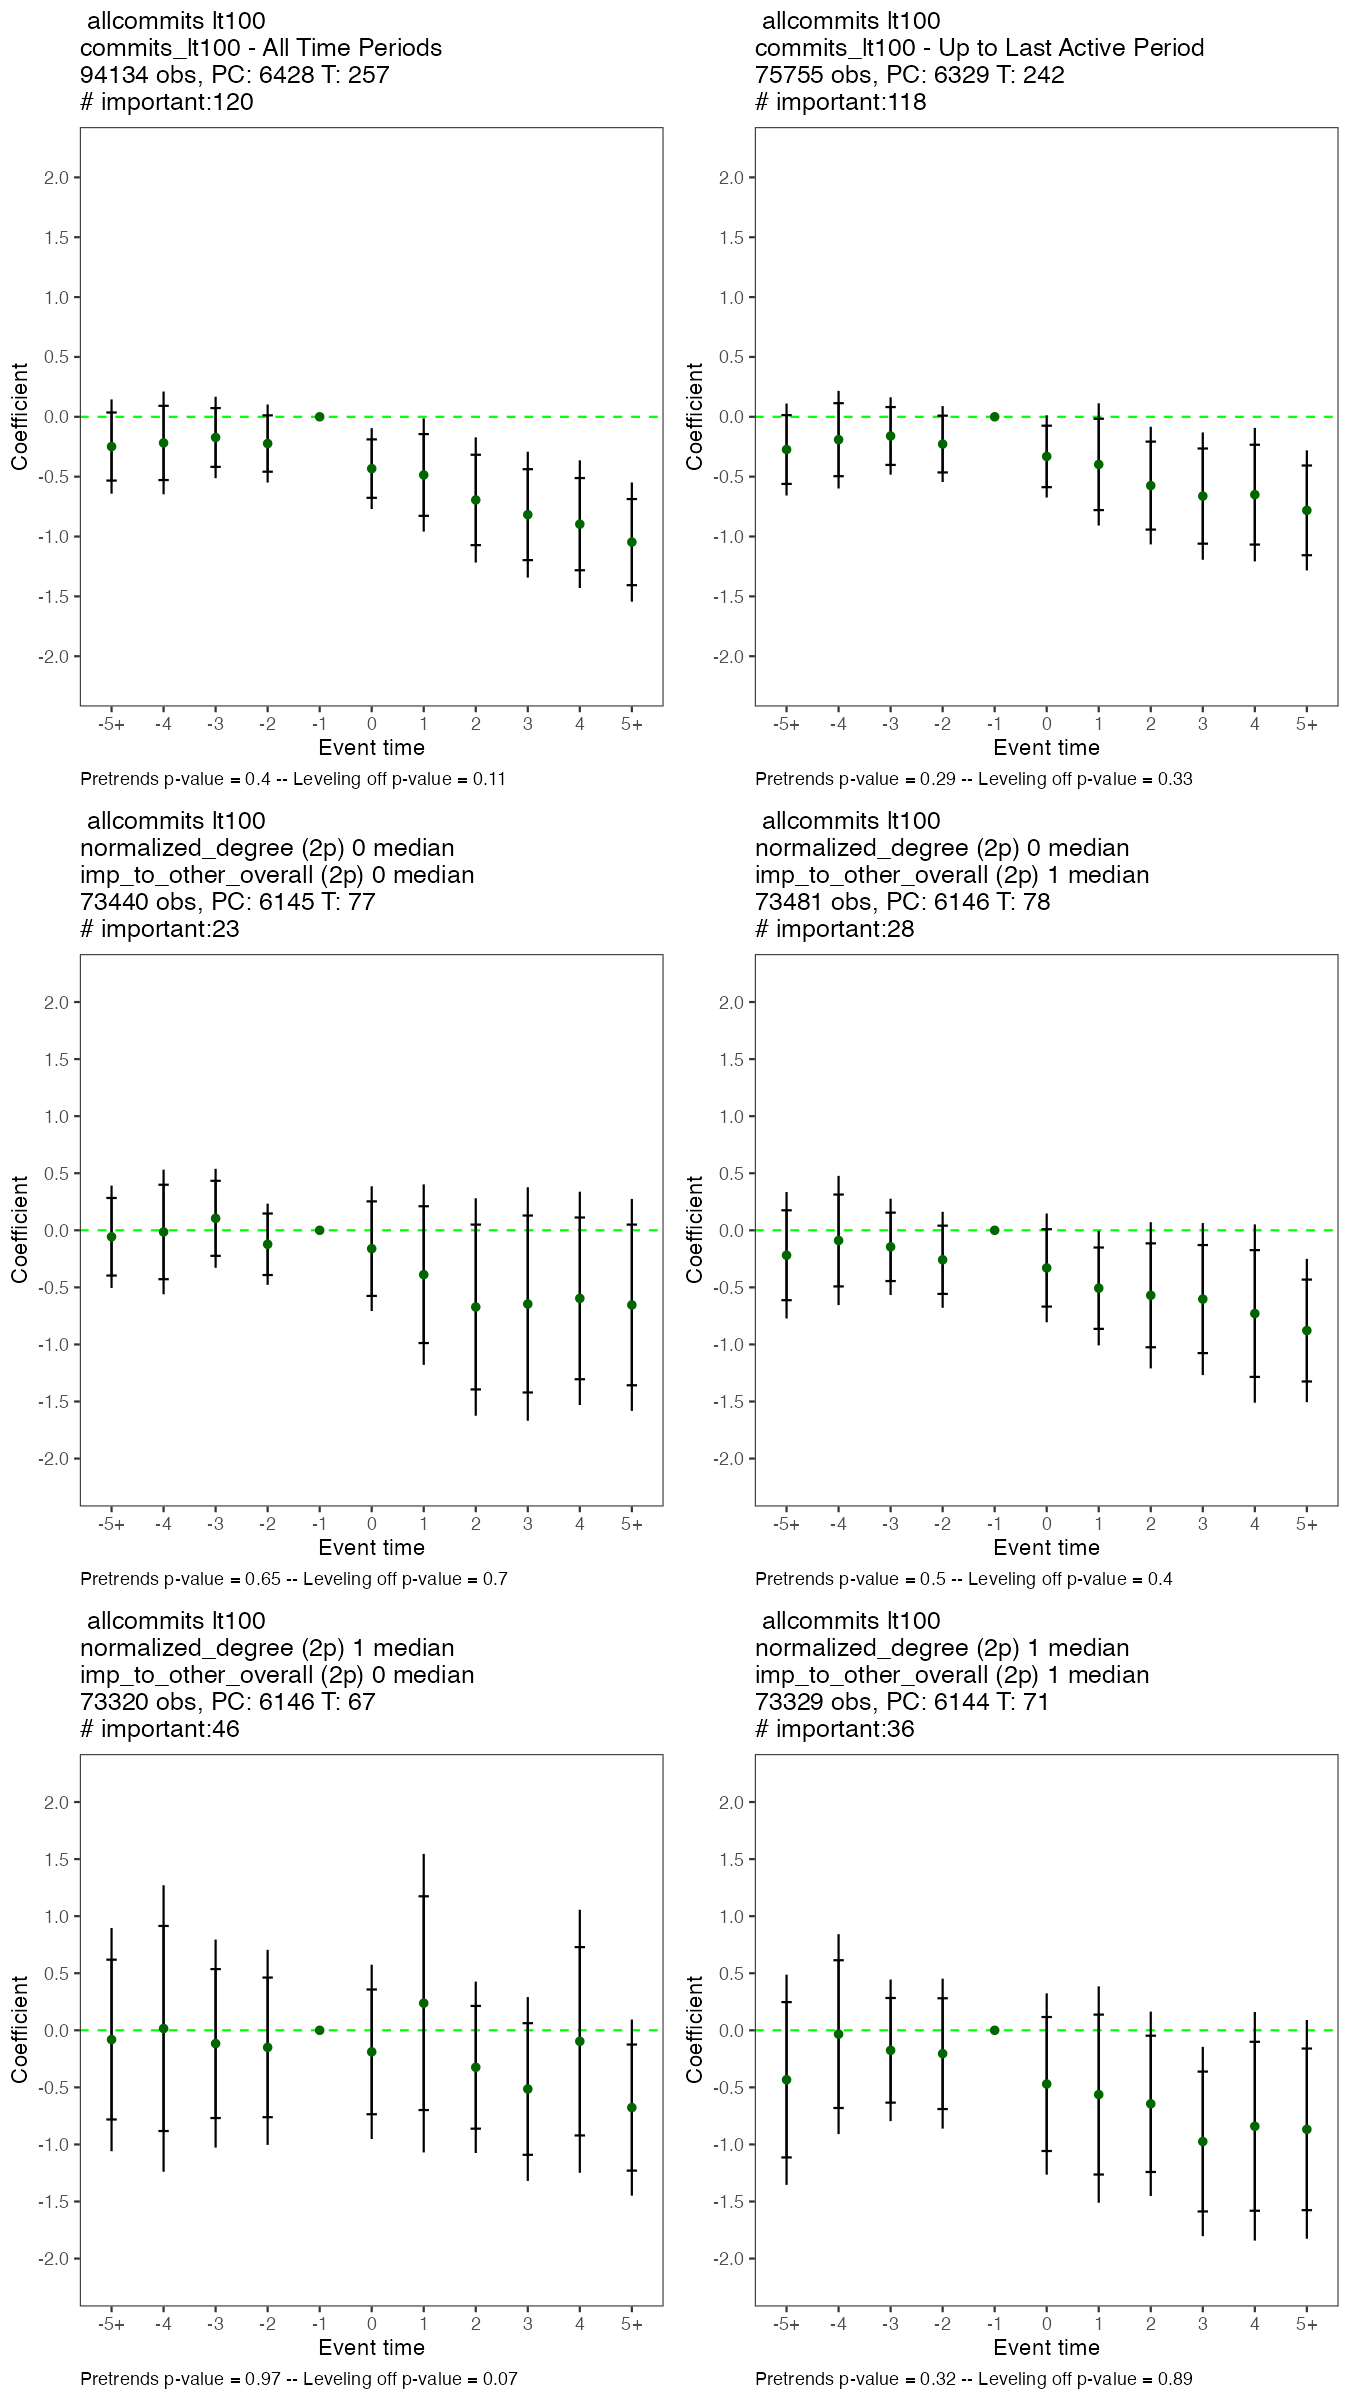 allcommits lt100
commits_lt100 - All Time Periods
94134 obs, PC: 6428 T: 257
# important:120
2.0
1.5
1.0
0.5
0.0
-0.5
-1.0
-1.5
-2.0
Coefficient
-5+ -4 -3 -2 -1 0 1 2 3 4 5+
Event time
Pretrends p-value = 0.4 -- Leveling off p-value = 0.11
allcommits lt100
commits_lt100 - Up to Last Active Period
75755 obs, PC: 6329 T: 242
# important:118
2.0
1.5
1.0
0.5
0.0
-0.5
-1.0
-1.5
-2.0
Coefficient
-5+ -4 -3 -2 -1 0 1 2 3 4 5+
Event time
Pretrends p-value = 0.29 -- Leveling off p-value = 0.33
allcommits lt100
normalized_degree (2p) 0 median
imp_to_other_overall (2p) 0 median
73440 obs, PC: 6145 T: 77
# important:23
2.0
1.5
1.0
0.5
0.0
-0.5
-1.0
-1.5
-2.0
Coefficient
-5+ -4 -3 -2 -1 0 1 2 3 4 5+
Event time
Pretrends p-value = 0.65 -- Leveling off p-value = 0.7
allcommits lt100
normalized_degree (2p) 0 median
imp_to_other_overall (2p) 1 median
73481 obs, PC: 6146 T: 78
# important:28
2.0
1.5
1.0
0.5
0.0
-0.5
-1.0
-1.5
-2.0
Coefficient
-5+ -4 -3 -2 -1 0 1 2 3 4 5+
Event time
Pretrends p-value = 0.5 -- Leveling off p-value = 0.4
allcommits lt100
normalized_degree (2p) 1 median
imp_to_other_overall (2p) 0 median
73320 obs, PC: 6146 T: 67
# important:46
2.0
1.5
1.0
0.5
0.0
-0.5
-1.0
-1.5
-2.0
Coefficient
-5+ -4 -3 -2 -1 0 1 2 3 4 5+
Event time
Pretrends p-value = 0.97 -- Leveling off p-value = 0.07
allcommits lt100
normalized_degree (2p) 1 median
imp_to_other_overall (2p) 1 median
73329 obs, PC: 6144 T: 71
# important:36
2.0
1.5
1.0
0.5
0.0
-0.5
-1.0
-1.5
-2.0
Coefficient
-5+ -4 -3 -2 -1 0 1 2 3 4 5+
Event time
Pretrends p-value = 0.32 -- Leveling off p-value = 0.89